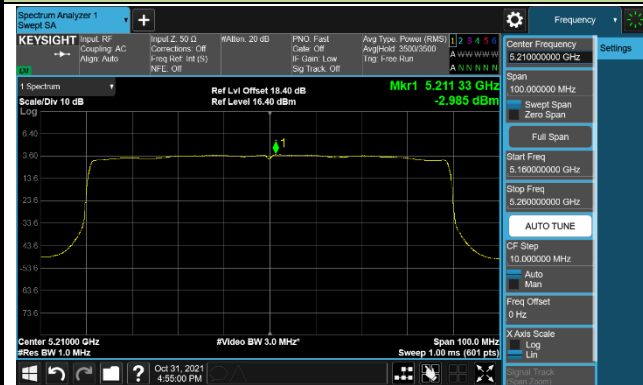 Spectrum Analyzer 1
Swept SA
Frequency
KEYSIGHT
Input: RF
Coupling: AC
Align: Auto
Input Z: 50 Ω
Corrections: Off
Freq Ref: Int (S)
NFE: Off
#Atten: 20 dB
PNO: Fast
Gate: Off
IF Gain: Low
Sig Track: Off
Avg Type: Power (RMS)
Avg|Hold: 3500/3500
Trig: Free Run
1 2 3 4 5 6
A W W W W W
A N N N N N
LXI
1 Spectrum
Scale/Div 10 dB
Log
Ref Lvl Offset 18.40 dB
Ref Level 16.40 dBm
Mkr1 5.211 33 GHz
-2.985 dBm
1
6.40
-3.60
-13.6
-23.6
-33.6
-43.6
-53.6
-63.6
-73.6
Center 5.21000 GHz
#Res BW 1.0 MHz
#Video BW 3.0 MHz*
Span 100.0 MHz
Sweep 1.00 ms (601 pts)
Center Frequency
5.210000000 GHz
Settings
Span
100.000000 MHz
Swept Span
Zero Span
Full Span
Start Freq
5.160000000 GHz
Stop Freq
5.260000000 GHz
AUTO TUNE
CF Step
10.000000 MHz
Auto
Man
Freq Offset
0 Hz
X Axis Scale
Log
Lin
Signal Track
(Span Zoom)
?
Oct 31, 2021
4:55:00 PM